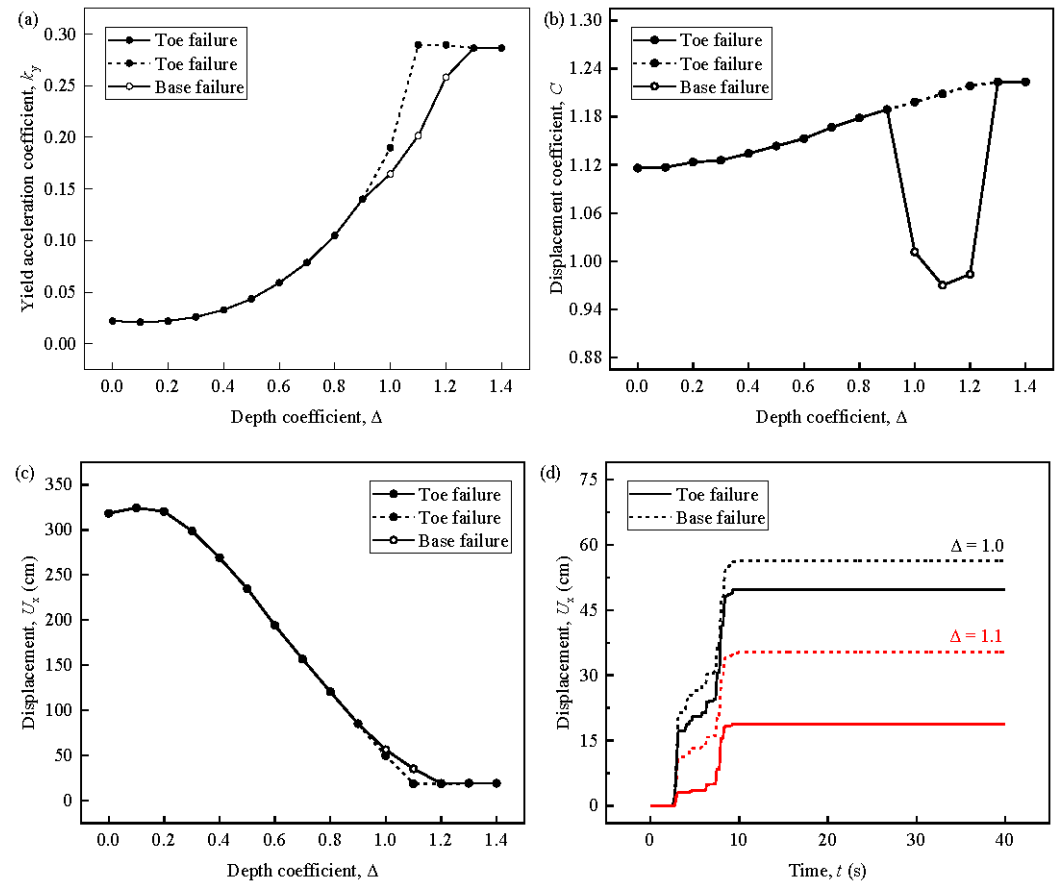 (a)
Toe failure
Toe failure
Base failure
Yield acceleration coefficient, k_y
0.30
0.25
0.20
0.15
0.10
0.05
0.00
0.0 0.2 0.4 0.6 0.8 1.0 1.2 1.4
Depth coefficient, Δ
(b)
Toe failure
Toe failure
Base failure
Displacement coefficient, C
1.30
1.24
1.18
1.12
1.06
1.00
0.94
0.88
0.0 0.2 0.4 0.6 0.8 1.0 1.2 1.4
Depth coefficient, Δ
(c)
Toe failure
Toe failure
Base failure
Displacement, U_x (cm)
350
300
250
200
150
100
50
0
0.0 0.2 0.4 0.6 0.8 1.0 1.2 1.4
Depth coefficient, Δ
(d)
Toe failure
Base failure
Δ = 1.0
Δ = 1.1
Displacement, U_x (cm)
75
60
45
30
15
0
0 10 20 30 40
Time, t (s)